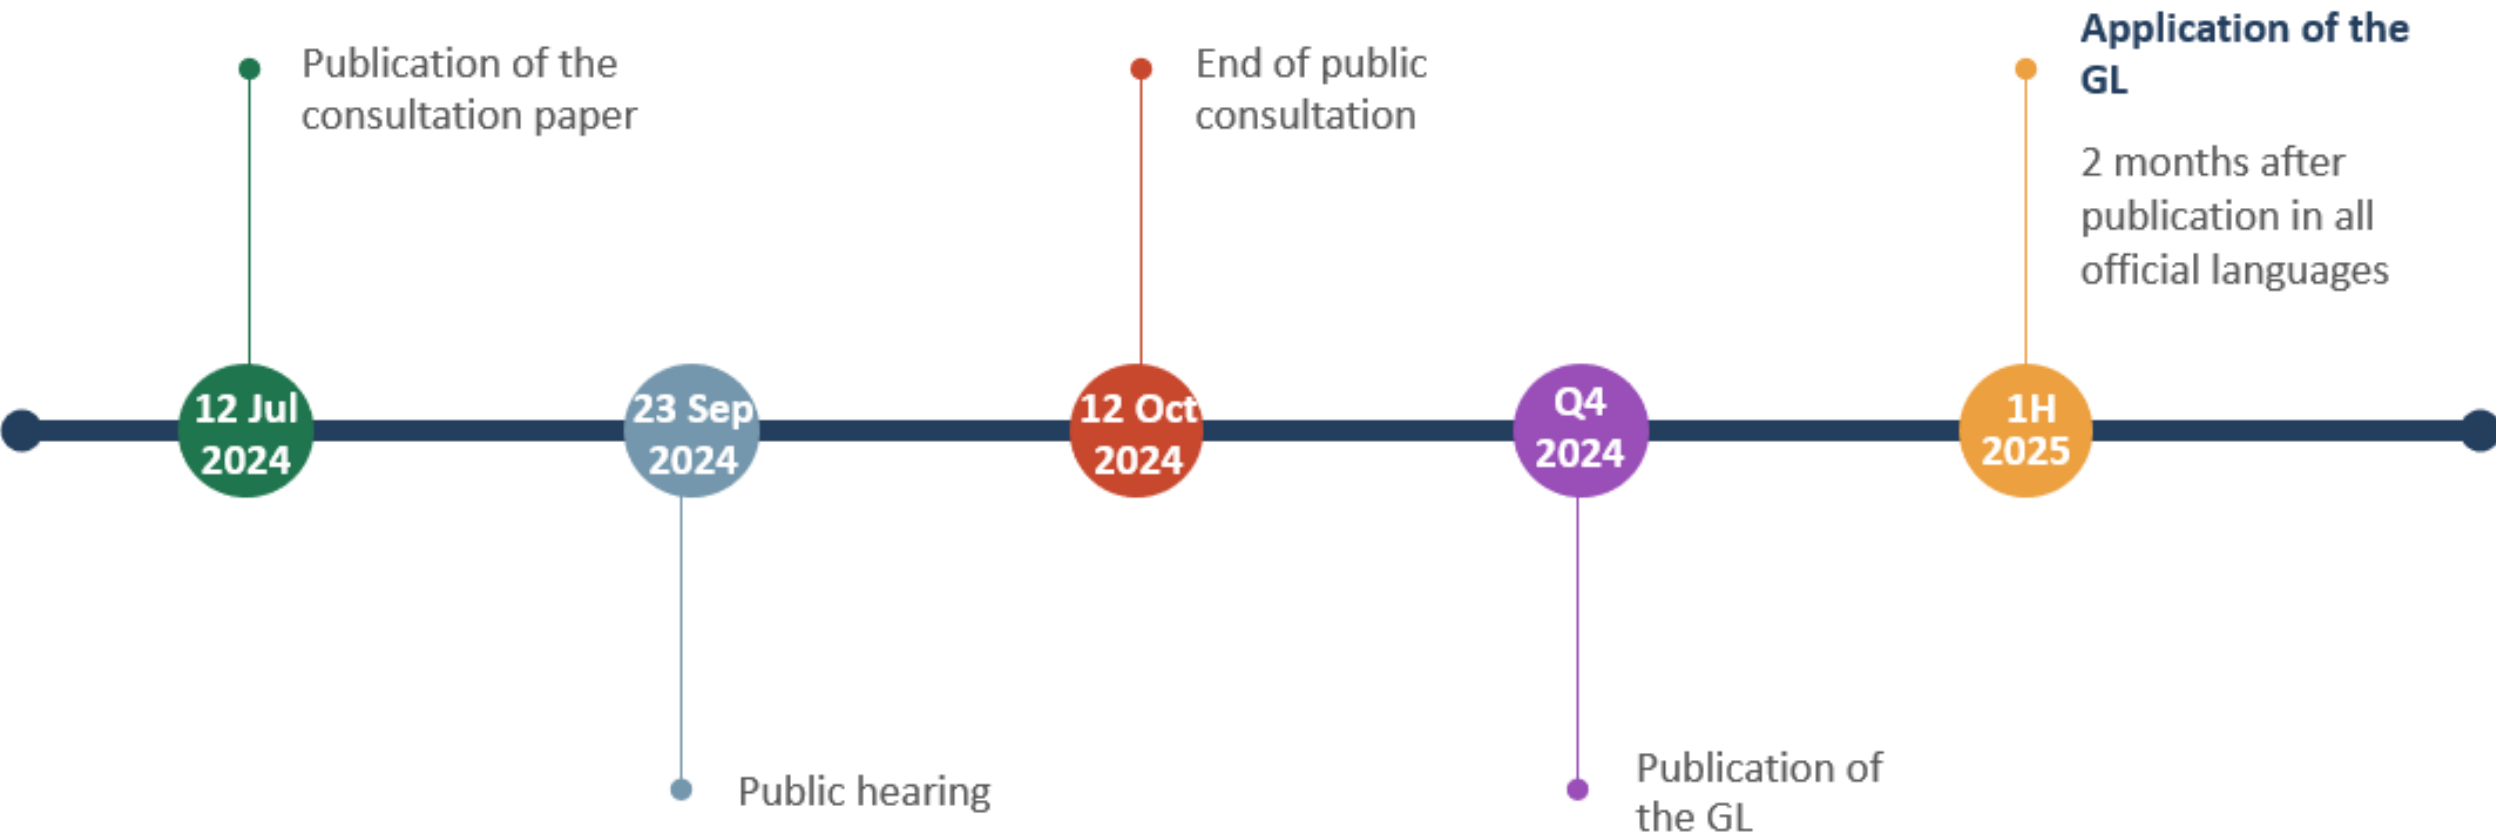 Publication of the
consultation paper
End of public
consultation
Application of the
GL
2 months after
publication in all
official languages
12 Jul
2024
23 Sep
2024
12 Oct
2024
Q4
2024
1H
2025
Public hearing
Publication of
the GL